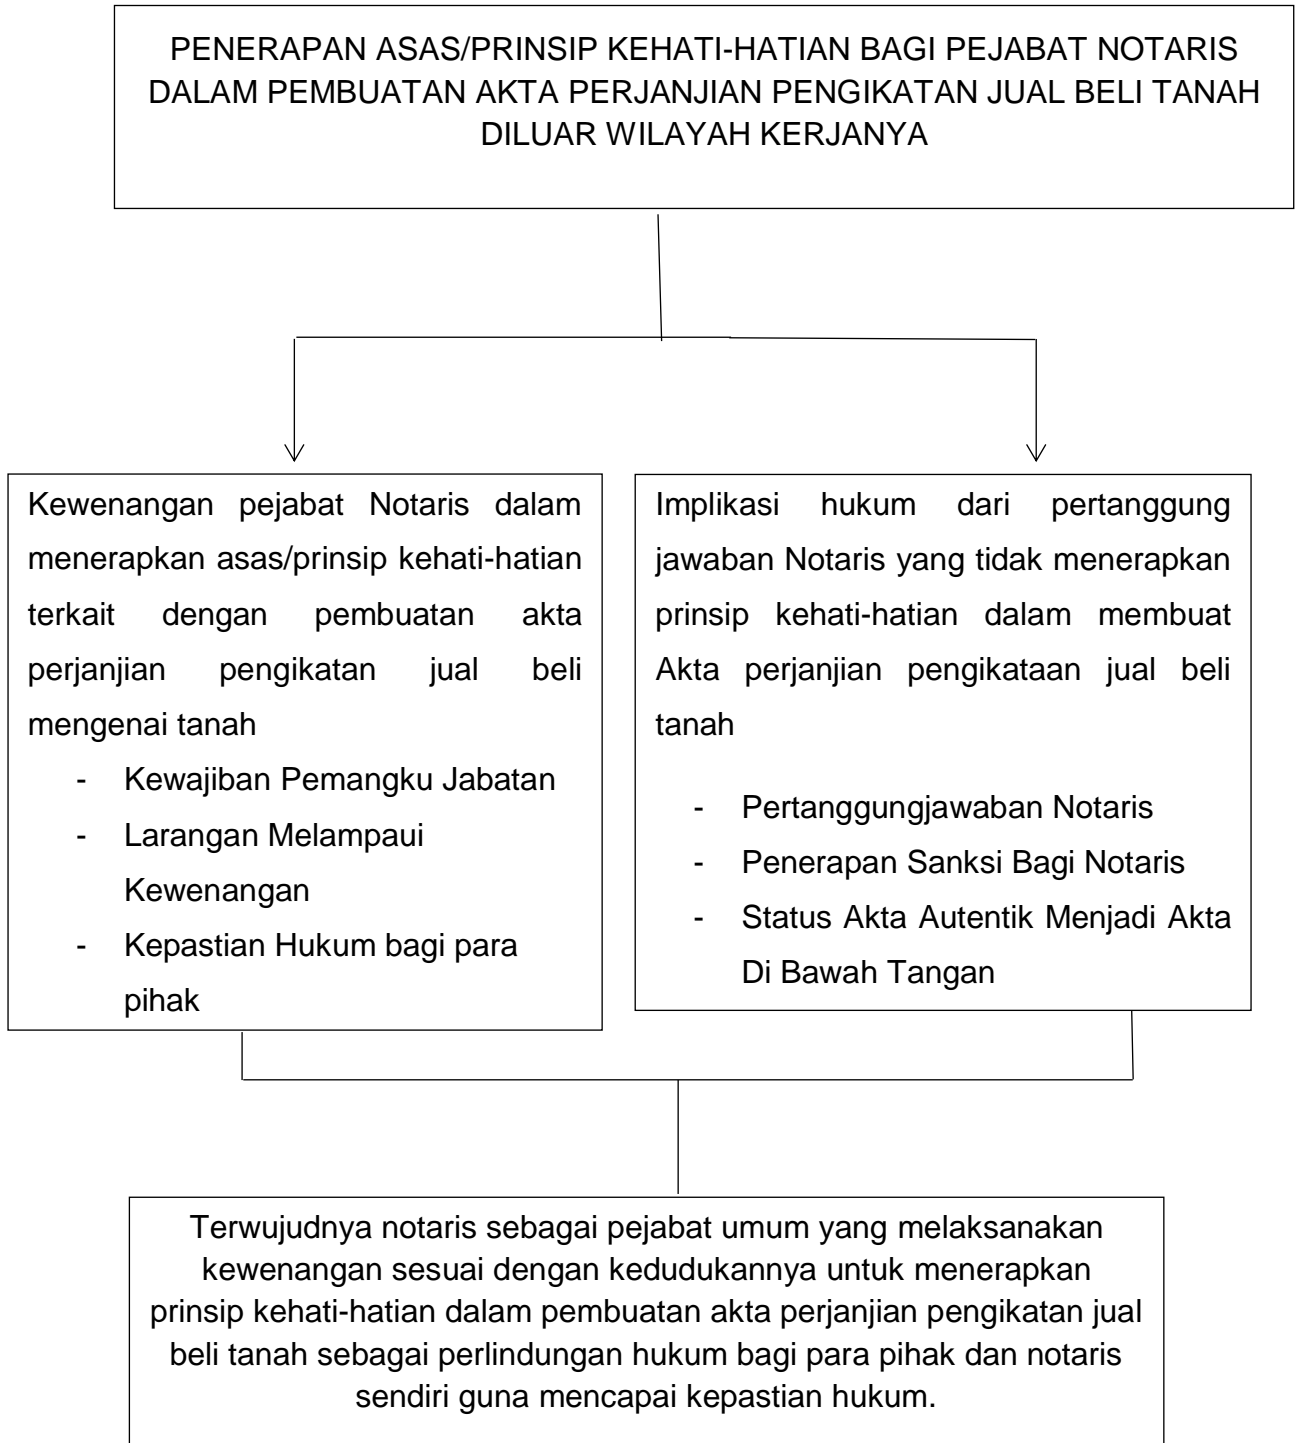 PENERAPAN ASAS/PRINSIP KEHATI-HATIAN BAGI PEJABAT NOTARIS
DALAM PEMBUATAN AKTA PERJANJIAN PENGIKATAN JUAL BELI TANAH
DILUAR WILAYAH KERJANYA
Kewenangan pejabat Notaris dalam
menerapkan asas/prinsip kehati-hatian
terkait dengan pembuatan akta
perjanjian pengikatan jual beli
mengenai tanah
- Kewajiban Pemangku Jabatan
- Larangan Melampaui
Kewenangan
- Kepastian Hukum bagi para
pihak
Implikasi hukum dari pertanggung
jawaban Notaris yang tidak menerapkan
prinsip kehati-hatian dalam membuat
Akta perjanjian pengikataan jual beli
tanah
- Pertanggungjawaban Notaris
- Penerapan Sanksi Bagi Notaris
- Status Akta Autentik Menjadi Akta
Di Bawah Tangan
Terwujudnya notaris sebagai pejabat umum yang melaksanakan
kewenangan sesuai dengan kedudukannya untuk menerapkan
prinsip kehati-hatian dalam pembuatan akta perjanjian pengikatan jual
beli tanah sebagai perlindungan hukum bagi para pihak dan notaris
sendiri guna mencapai kepastian hukum.